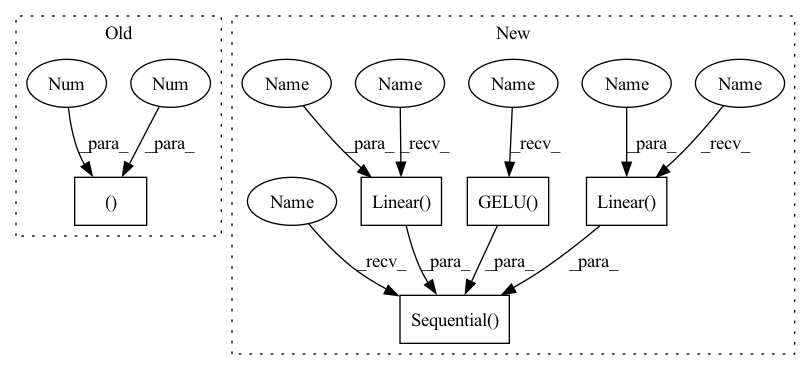 Old
New
Num
Num
Name
Name
Name
Name
Name
_para_
_para_
_para_
_recv_
_recv_
_para_
_recv_
()
Name
Linear()
GELU()
Linear()
_recv_
_para_
_para_
_para_
Sequential()